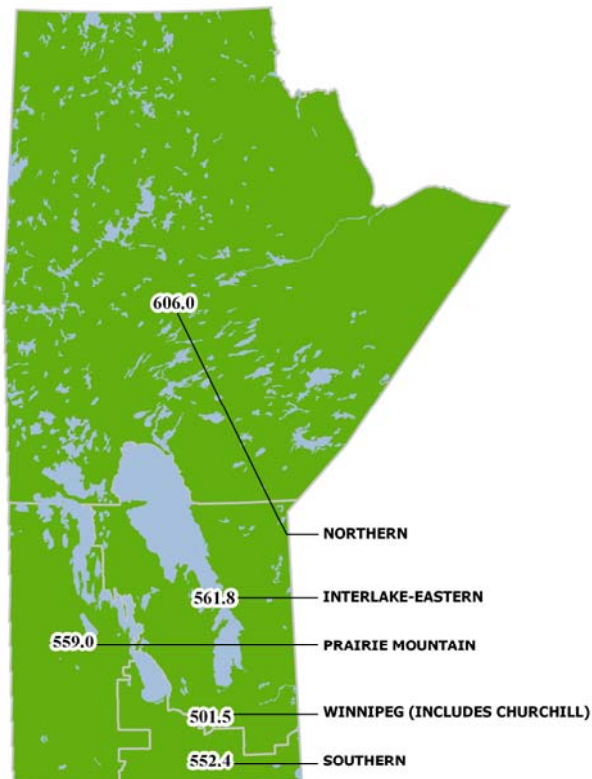 606.0
NORTHERN
561.8 INTERLAKE-EASTERN
559.0 PRAIRIE MOUNTAIN
501.5 WINNIPEG (INCLUDES CHURCHILL)
552.4 SOUTHERN